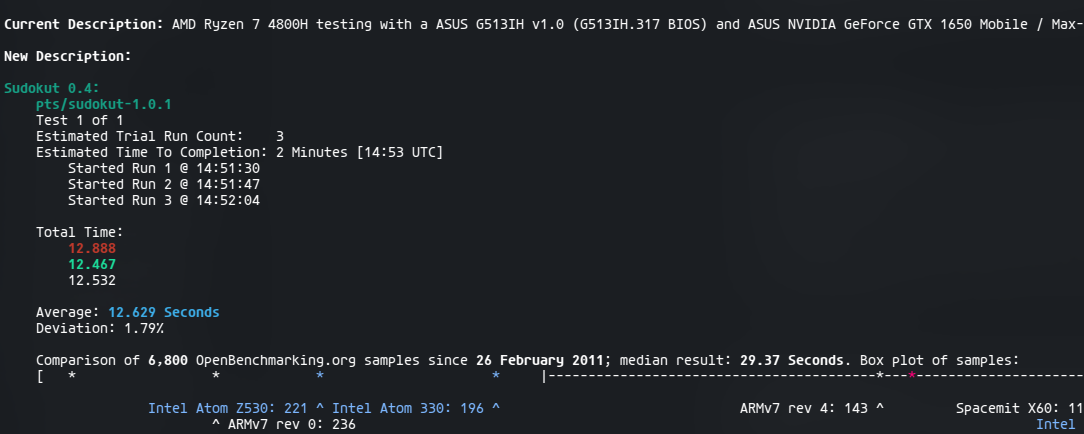 Current Description: AMD Ryzen 7 4800H testing with a ASUS G513IH v1.0 (G513IH.317 BIOS) and ASUS NVIDIA GeForce GTX 1650 Mobile / Max-
New Description:
Sudokut 0.4:
pts/sudokut-1.0.1
Test 1 of 1
Estimated Trial Run Count: 3
Estimated Time To Completion: 2 Minutes [14:53 UTC]
Started Run 1 @ 14:51:30
Started Run 2 @ 14:51:47
Started Run 3 @ 14:52:04
Total Time:
12.888
12.467
12.532
Average: 12.629 Seconds
Deviation: 1.79%
Comparison of 6,800 OpenBenchmarking.org samples since 26 February 2011; median result: 29.37 Seconds. Box plot of samples:
[ * * * * |-----------------------------------------*---*---------------------
Intel Atom Z530: 221 ^ Intel Atom 330: 196 ^ ARMv7 rev 4: 143 ^ Spacemit X60: 11
^ ARMv7 rev 0: 236 Intel